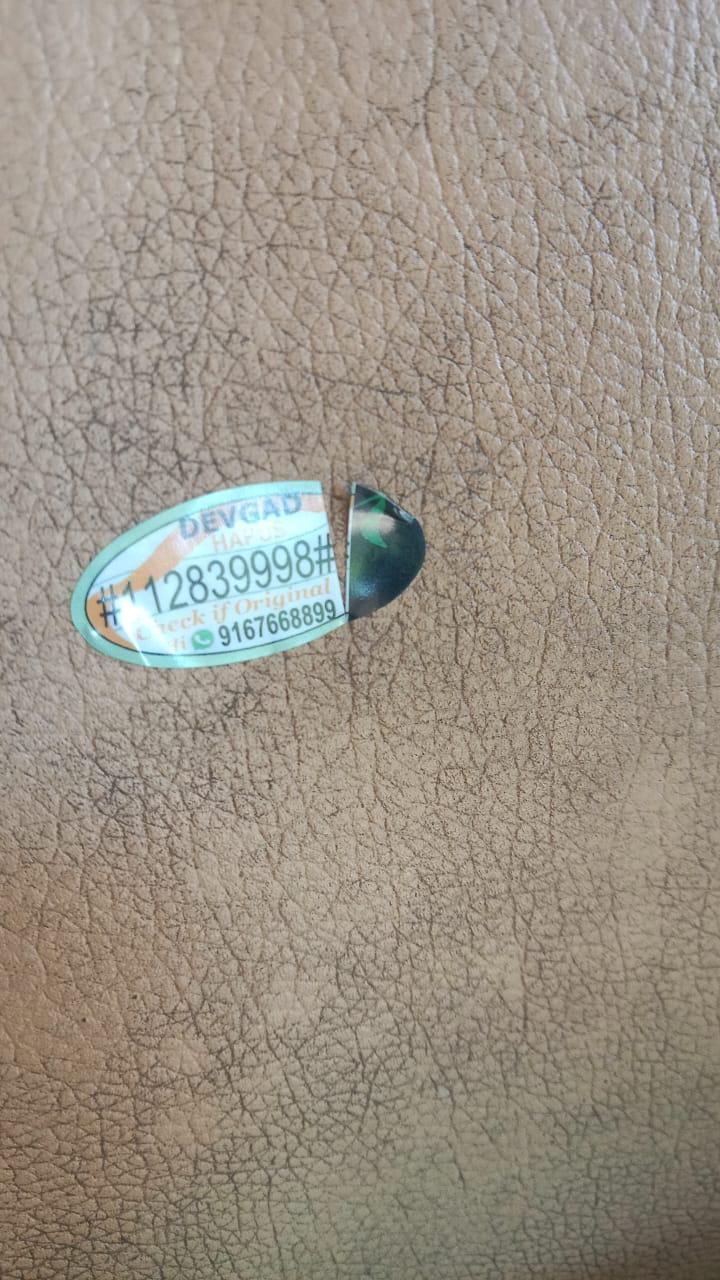 DEVGAD
HAPUS
#112839998#
Check if Original
9167668899